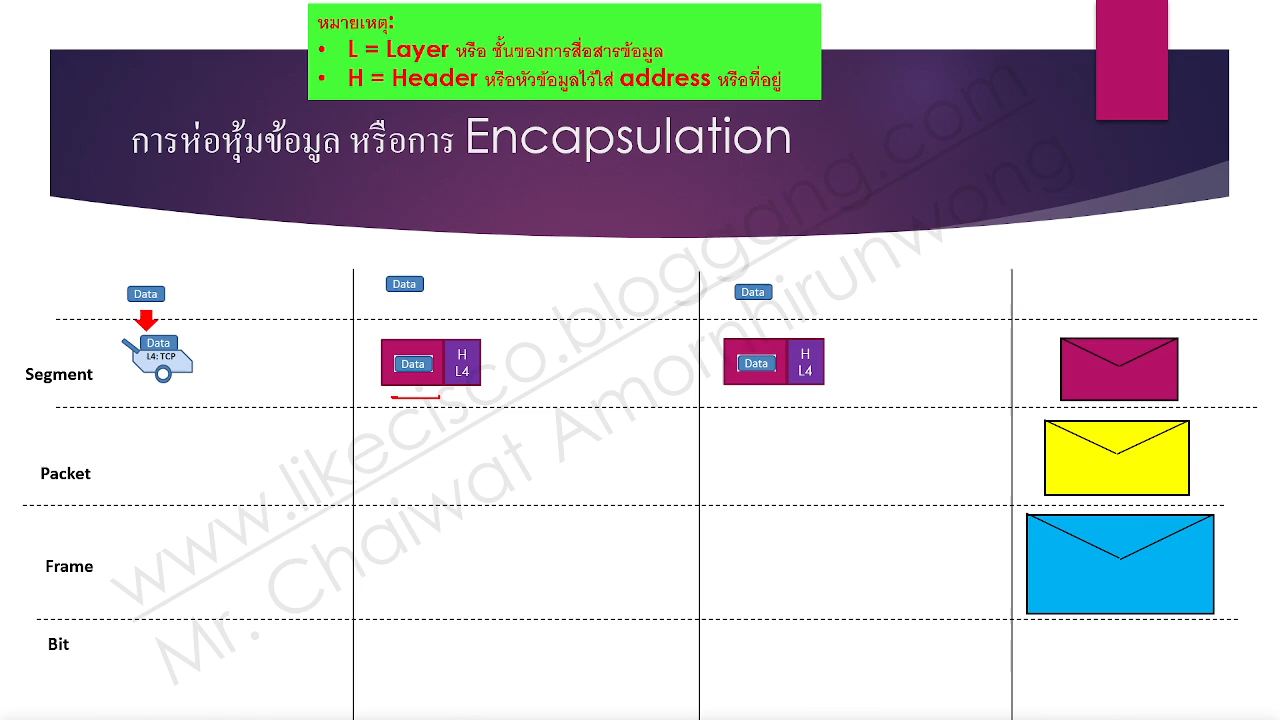 หมายเหตุ:
• L = Layer หรือ ชั้นของการสื่อสารข้อมูล
• H = Header หรือหัวข้อมูลไว้ใส่ address หรือที่อยู่
การห่อหุ้มข้อมูล หรือการ Encapsulation
Data
Data
Data
Data
L4: TCP
Segment
Data
H
L4
Data
H
L4
Packet
Frame
Bit
www.likecisco.bloggang.com
Mr. Chaiwat Amornhirunwong